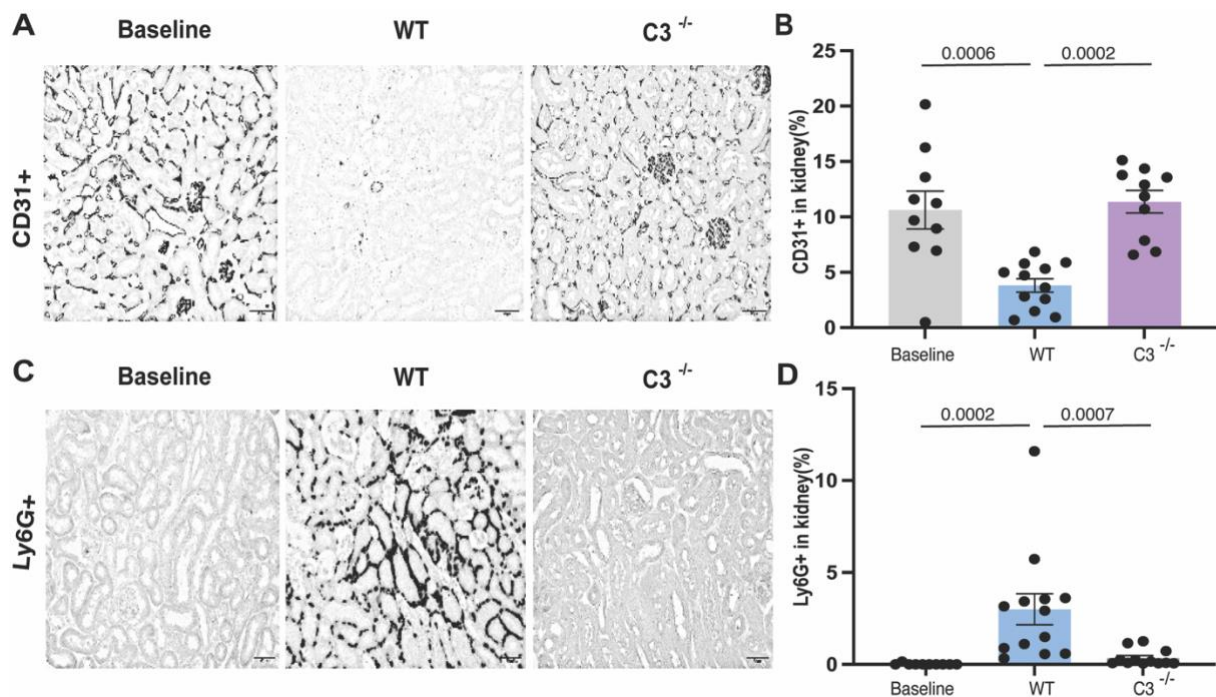 A
Baseline
WT
C3 -/-
CD31+
B
25
20
15
10
5
0
CD31+ in kidney(%)
0.0006
0.0002
Baseline
WT
C3 -/-
C
Baseline
WT
C3 -/-
Ly6G+
D
15
10
5
0
Ly6G+ in kidney(%)
0.0002
0.0007
Baseline
WT
C3 -/-